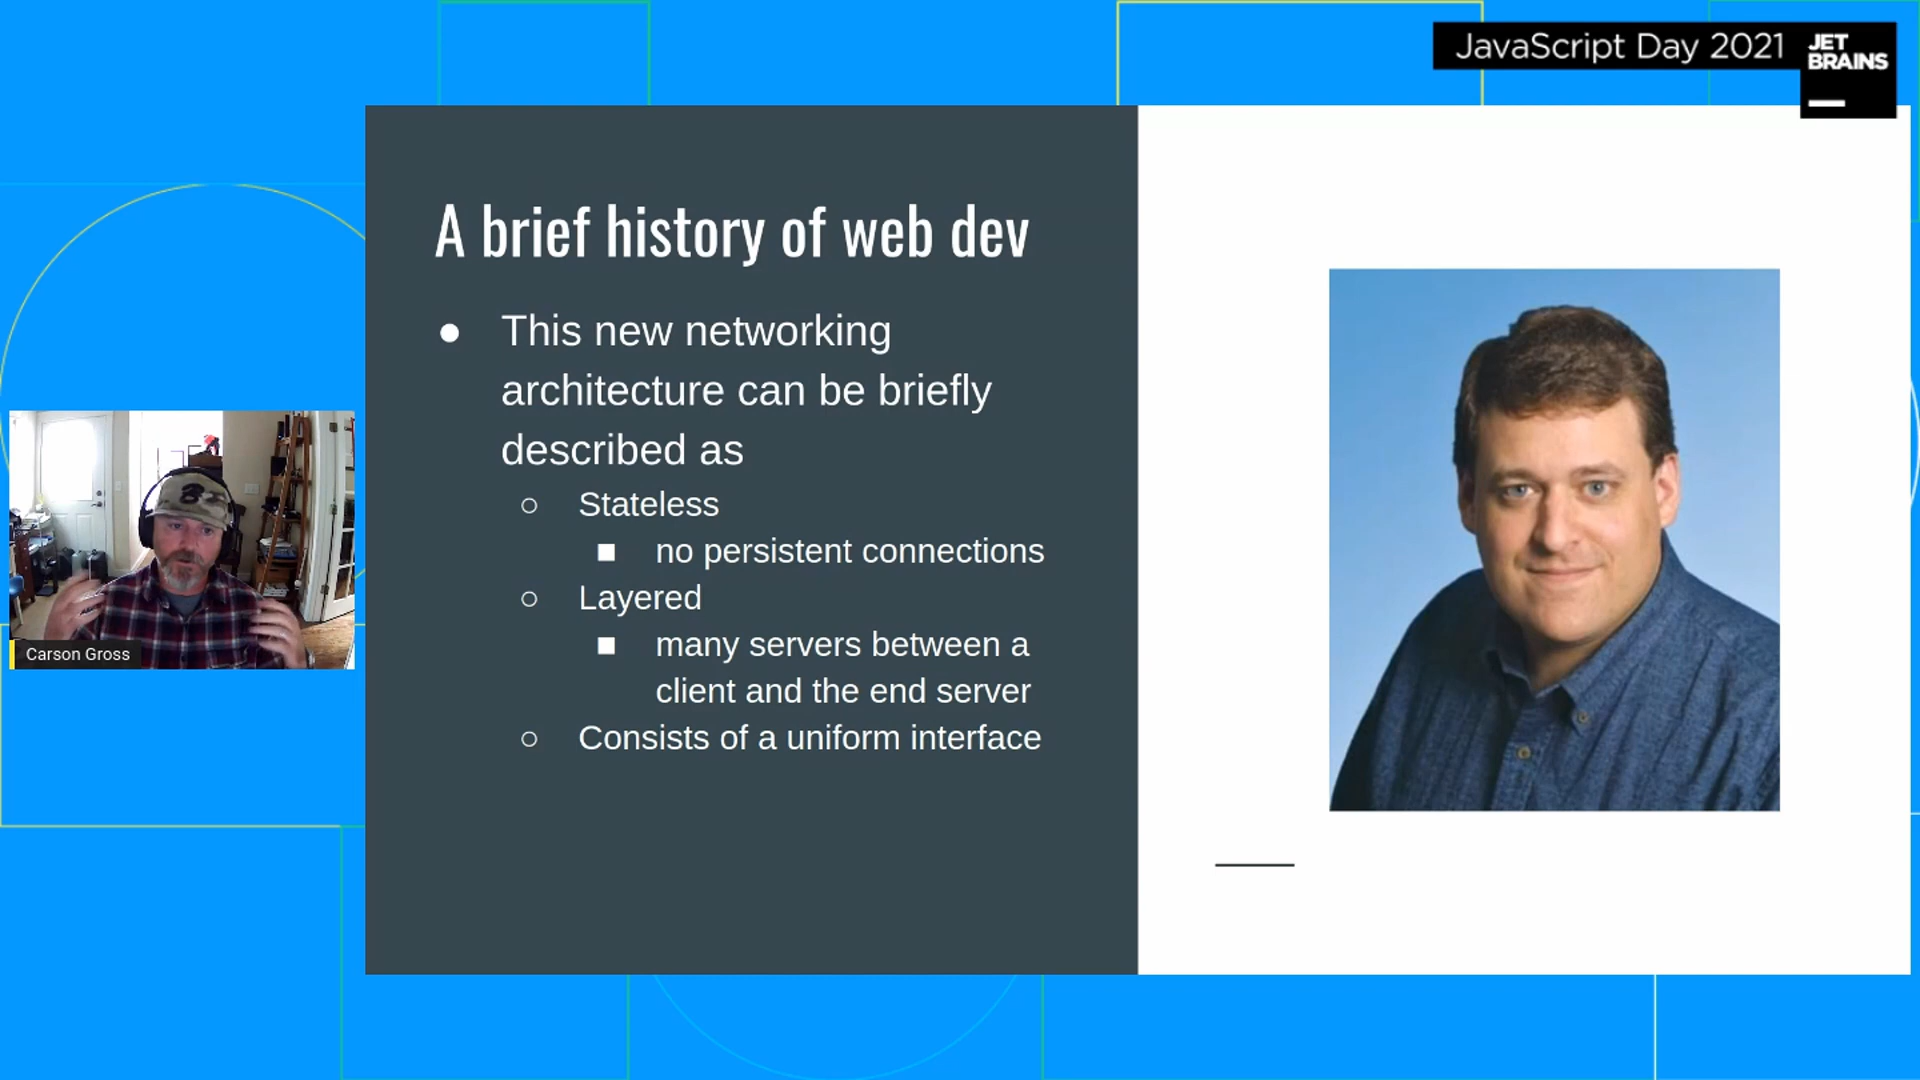 JavaScript Day 2021
JET
BRAINS
A brief history of web dev
This new networking
architecture can be briefly
described as
Stateless
no persistent connections
Layered
many servers between a
client and the end server
Consists of a uniform interface
Carson Gross